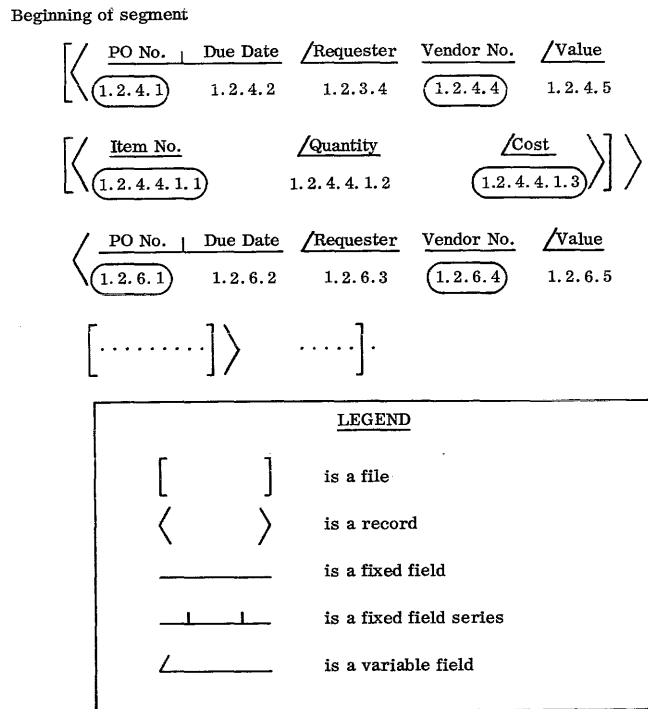 Beginning of segment
PO No. Due Date Requester Vendor No. Value
1.2.4.1 1.2.4.2 1.2.3.4 1.2.4.4 1.2.4.5
Item No. Quantity Cost
1.2.4.4.1.1 1.2.4.4.1.2 1.2.4.4.1.3
PO No. Due Date Requester Vendor No. Value
1.2.6.1 1.2.6.2 1.2.6.3 1.2.6.4 1.2.6.5
[.........] .....].
LEGEND
[ ] is a file
〈 〉 is a record
is a fixed field
is a fixed field series
is a variable field